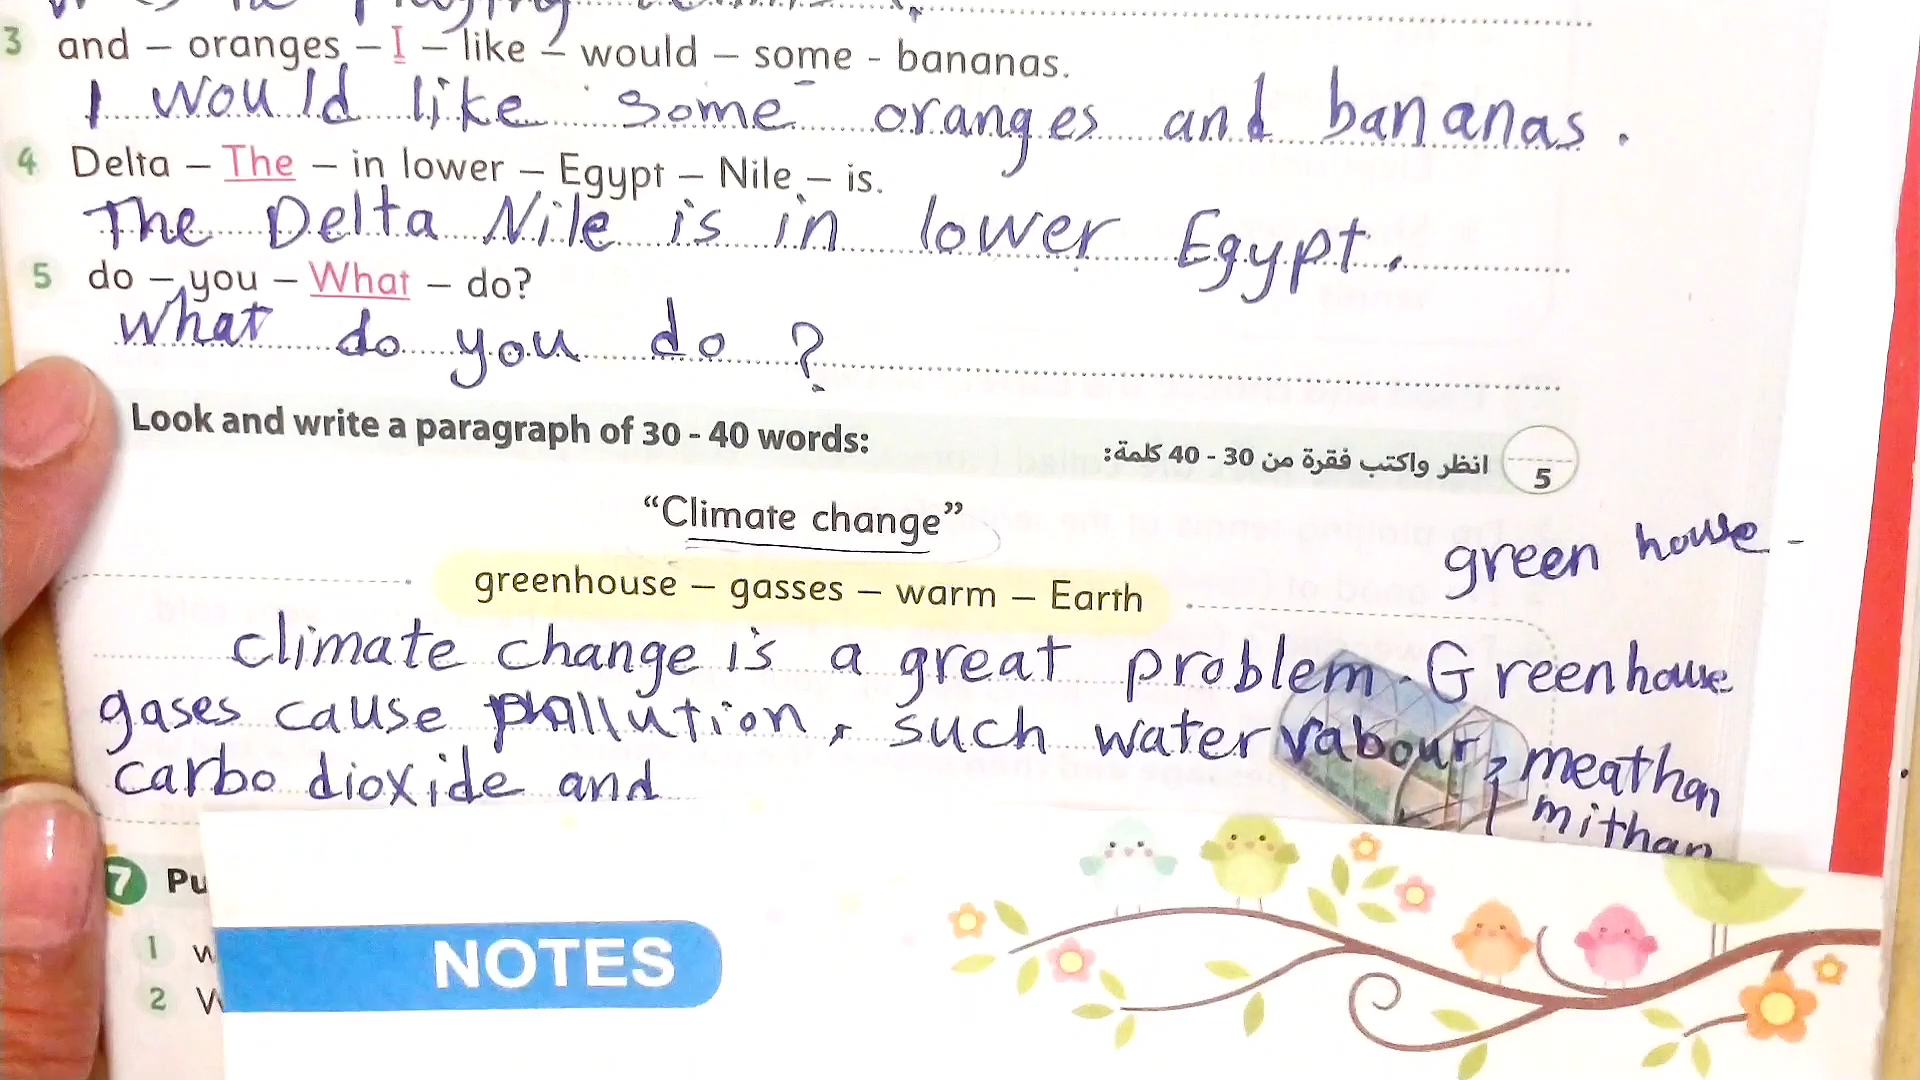 3 and – oranges – I – like – would – some - bananas.
I would like some oranges and bananas.
4 Delta – The – in lower – Egypt – Nile – is.
The Delta Nile is in lower Egypt.
5 do – you – What – do?
What do you do ?
Look and write a paragraph of 30 - 40 words:
انظر واكتب فقرة من 30 - 40 كلمة:
5
“Climate change”
green house -
greenhouse – gasses – warm – Earth
climate change is a great problem. Greenhouse
gases cause pollution, such water vabour, meathan
carbo dioxide and
mithan
7 Pu
1 w
2 W
NOTES